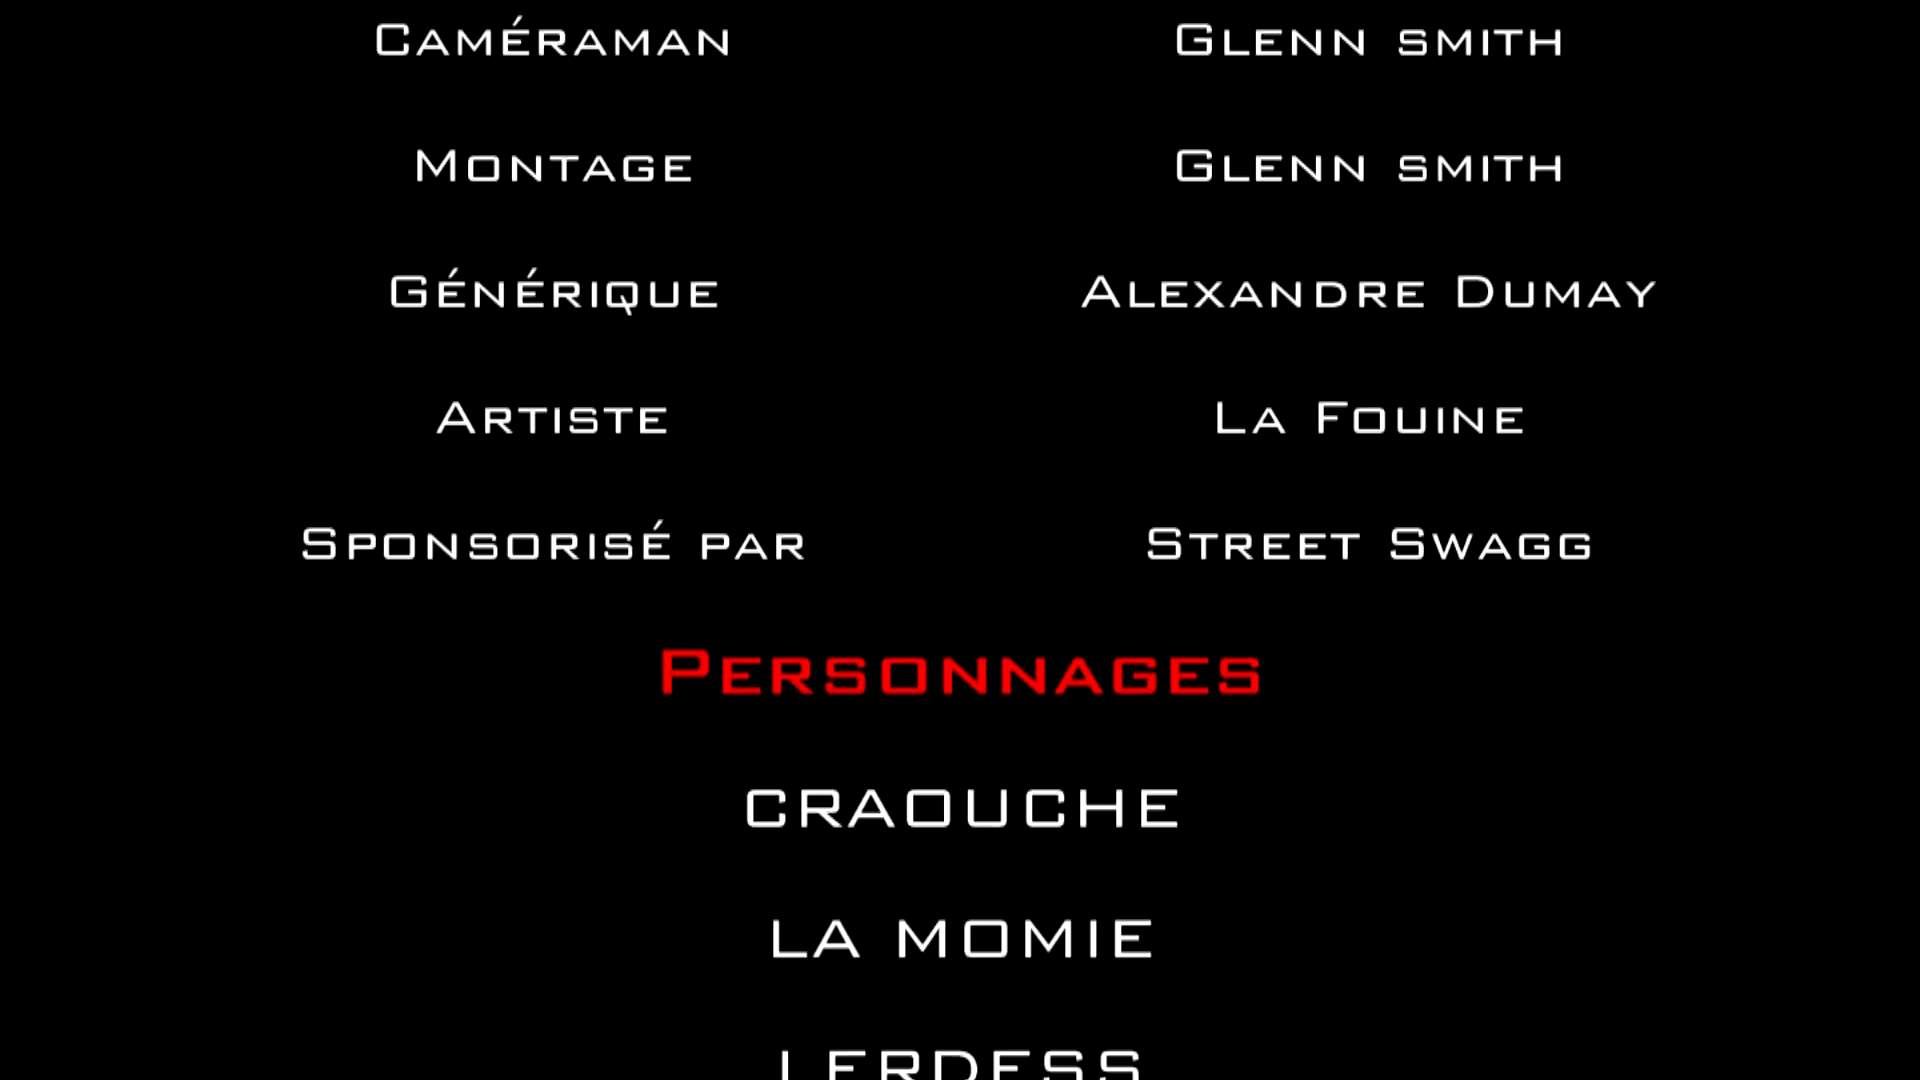 Caméraman Glenn smith
Montage Glenn smith
Générique Alexandre Dumay
Artiste La Fouine
Sponsorisé par Street Swagg
Personnages
CRAOUCHE
LA MOMIE